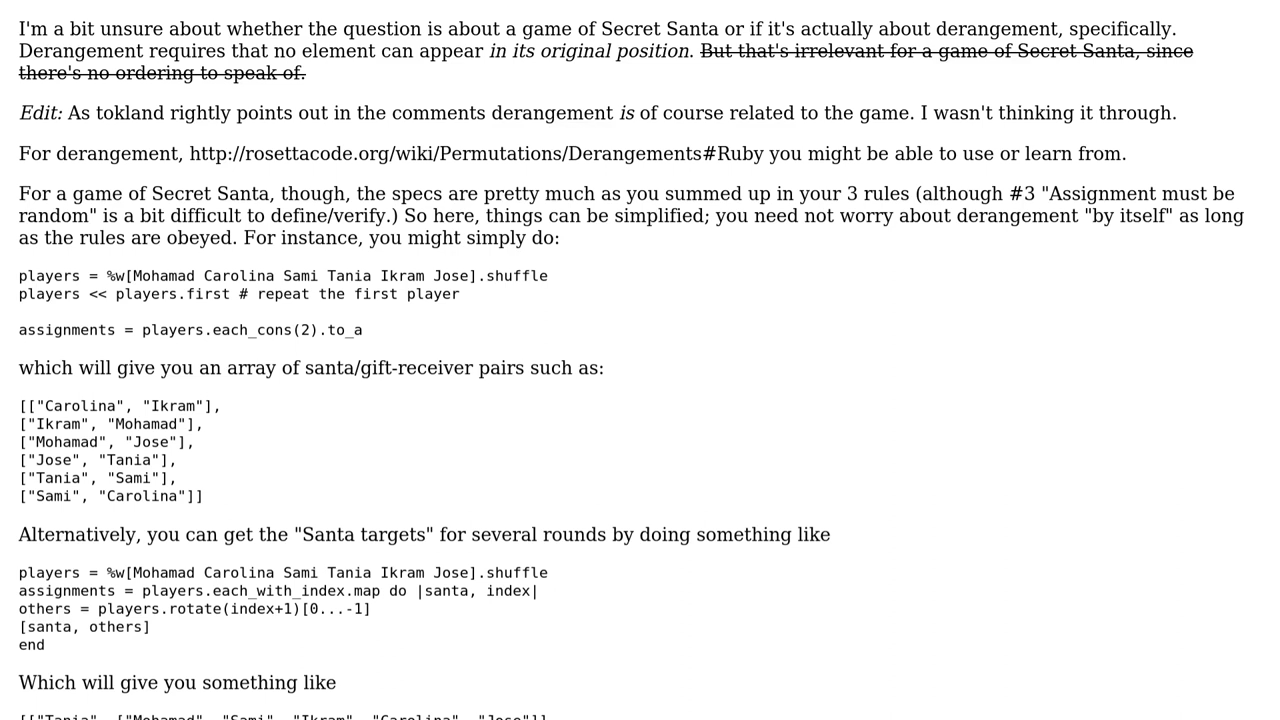 I'm a bit unsure about whether the question is about a game of Secret Santa or if it's actually about derangement, specifically.
Derangement requires that no element can appear in its original position. But that's irrelevant for a game of Secret Santa, since
there's no ordering to speak of.
Edit: As tokland rightly points out in the comments derangement is of course related to the game. I wasn't thinking it through.
For derangement, http://rosettacode.org/wiki/Permutations/Derangements#Ruby you might be able to use or learn from.
For a game of Secret Santa, though, the specs are pretty much as you summed up in your 3 rules (although #3 "Assignment must be
random" is a bit difficult to define/verify.) So here, things can be simplified; you need not worry about derangement "by itself" as long
as the rules are obeyed. For instance, you might simply do:
players = %w[Mohamad Carolina Sami Tania Ikram Jose].shuffle
players << players.first # repeat the first player
assignments = players.each_cons(2).to_a
which will give you an array of santa/gift-receiver pairs such as:
[["Carolina", "Ikram"],
["Ikram", "Mohamad"],
["Mohamad", "Jose"],
["Jose", "Tania"],
["Tania", "Sami"],
["Sami", "Carolina"]]
Alternatively, you can get the "Santa targets" for several rounds by doing something like
players = %w[Mohamad Carolina Sami Tania Ikram Jose].shuffle
assignments = players.each_with_index.map do |santa, index|
others = players.rotate(index+1)[0...-1]
[santa, others]
end
Which will give you something like
[["Tania", ["Mohamad", "Sami", "Ikram", "Carolina", "Jose"]],